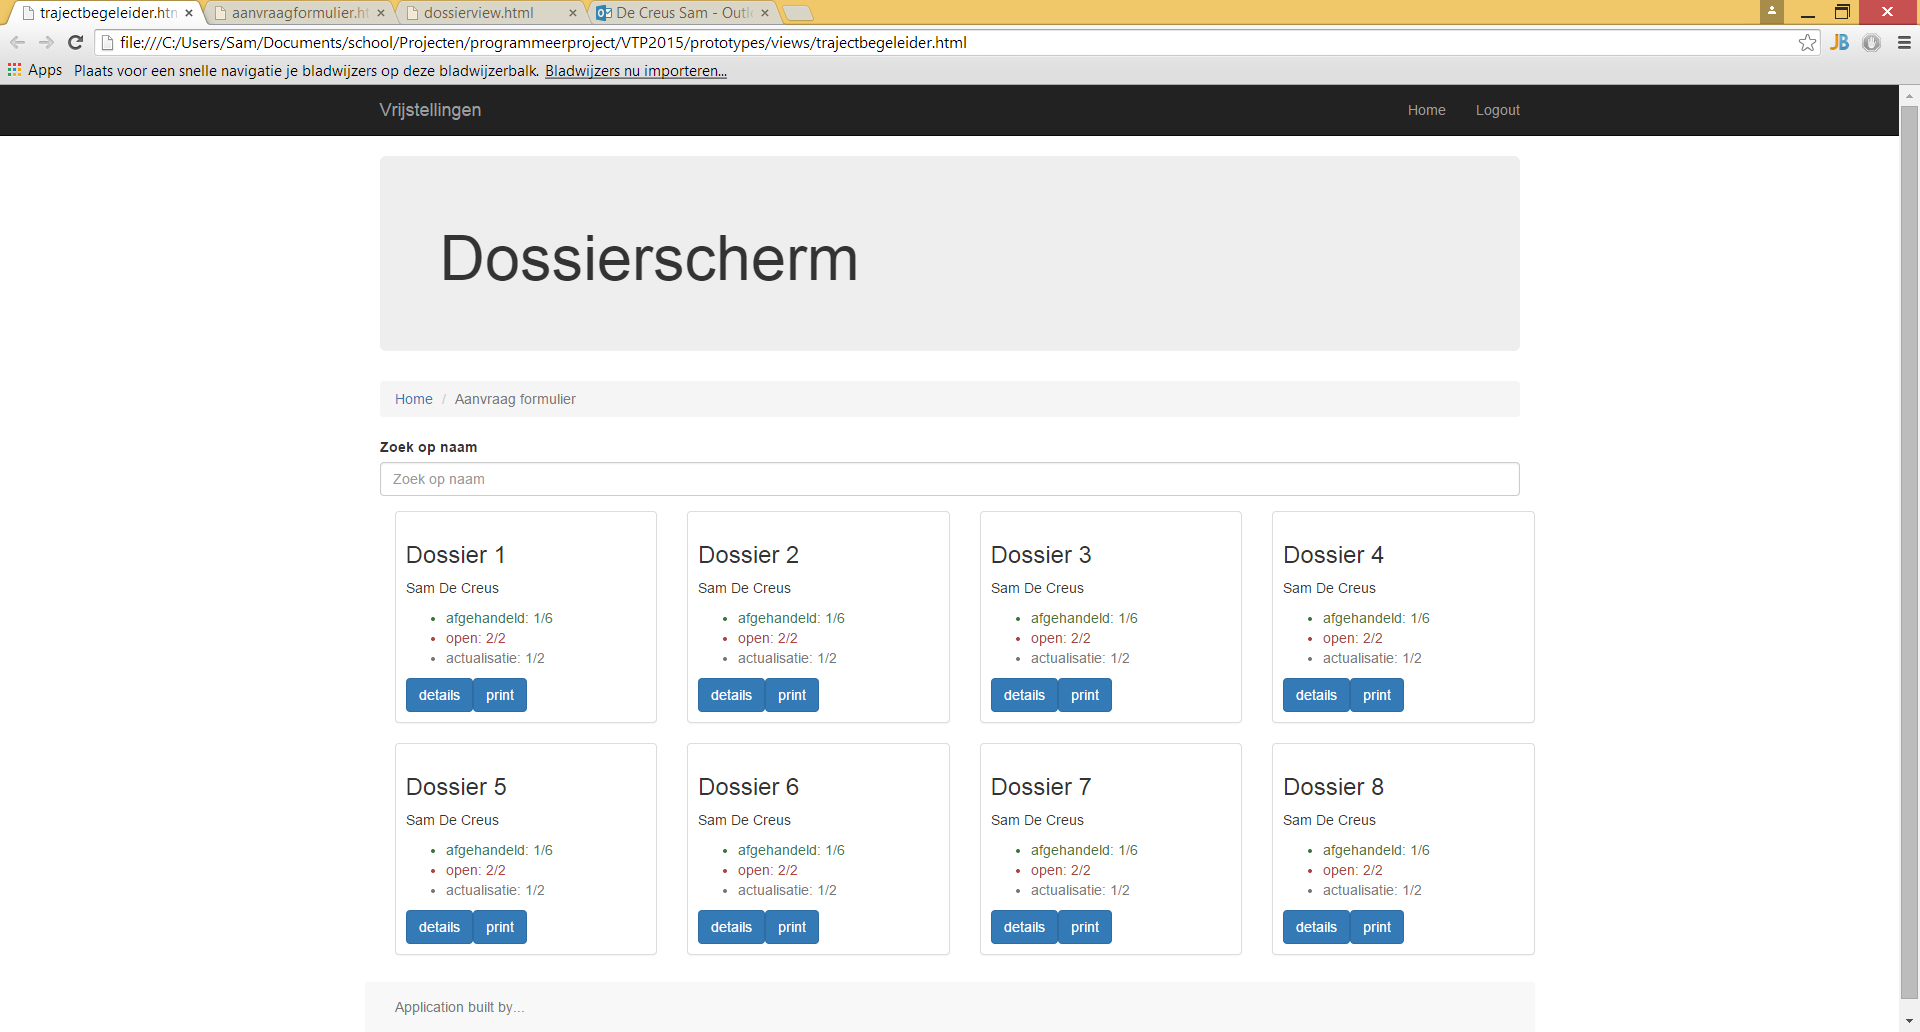 trajectbegeleider.htm aanvraagformulier.ht dossierview.html De Creus Sam - Outl
file:///C:/Users/Sam/Documents/school/Projecten/programmeerproject/VTP2015/prototypes/views/trajectbegeleider.html JB
Apps Plaats voor een snelle navigatie je bladwijzers op deze bladwijzerbalk. Bladwijzers nu importeren...
Vrijstellingen Home Logout
Dossierscherm
Home / Aanvraag formulier
Zoek op naam
Zoek op naam
Dossier 1 Dossier 2 Dossier 3 Dossier 4
Sam De Creus Sam De Creus Sam De Creus Sam De Creus
• afgehandeld: 1/6 • afgehandeld: 1/6 • afgehandeld: 1/6 • afgehandeld: 1/6
• open: 2/2 • open: 2/2 • open: 2/2 • open: 2/2
• actualisatie: 1/2 • actualisatie: 1/2 • actualisatie: 1/2 • actualisatie: 1/2
details print details print details print details print
Dossier 5 Dossier 6 Dossier 7 Dossier 8
Sam De Creus Sam De Creus Sam De Creus Sam De Creus
• afgehandeld: 1/6 • afgehandeld: 1/6 • afgehandeld: 1/6 • afgehandeld: 1/6
• open: 2/2 • open: 2/2 • open: 2/2 • open: 2/2
• actualisatie: 1/2 • actualisatie: 1/2 • actualisatie: 1/2 • actualisatie: 1/2
details print details print details print details print
Application built by...